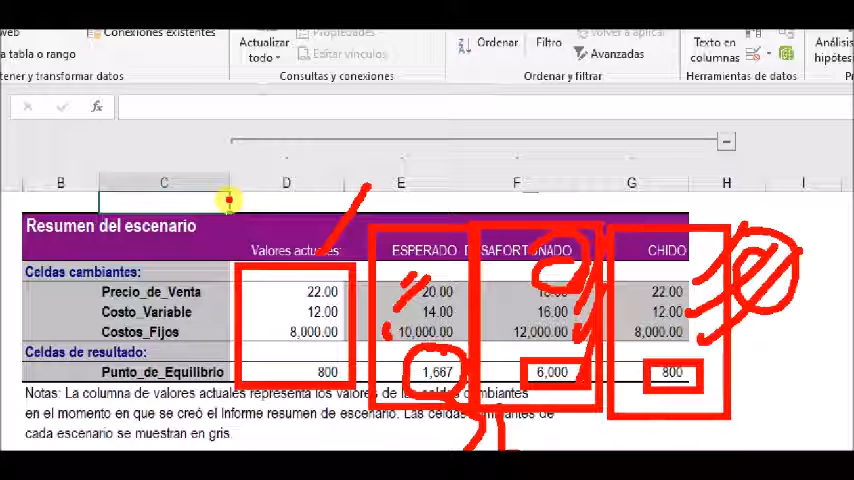 web Conexiones existentes Propiedades Volver a aplicar
a tabla o rango Actualizar todo Editar vínculos Ordenar Filtro Avanzadas Texto en columnas Análisis hipótes
tener y transformar datos Consultas y conexiones Ordenar y filtrar Herramientas de datos
fx
B C D E F G H I
Resumen del escenario
Valores actuales: ESPERADO DESAFORTUNADO CHIDO
Celdas cambiantes:
Precio_de_Venta 22.00 20.00 22.00
Costo_Variable 12.00 14.00 16.00 12.00
Costos_Fijos 8,000.00 10,000.00 12,000.00 8,000.00
Celdas de resultado:
Punto_de_Equilibrio 800 1,667 6,000 800
Notas: La columna de valores actuales representa los valores de las celdas cambiantes
en el momento en que se creó el Informe resumen de escenario. Las celdas cambiantes de
cada escenario se muestran en gris.